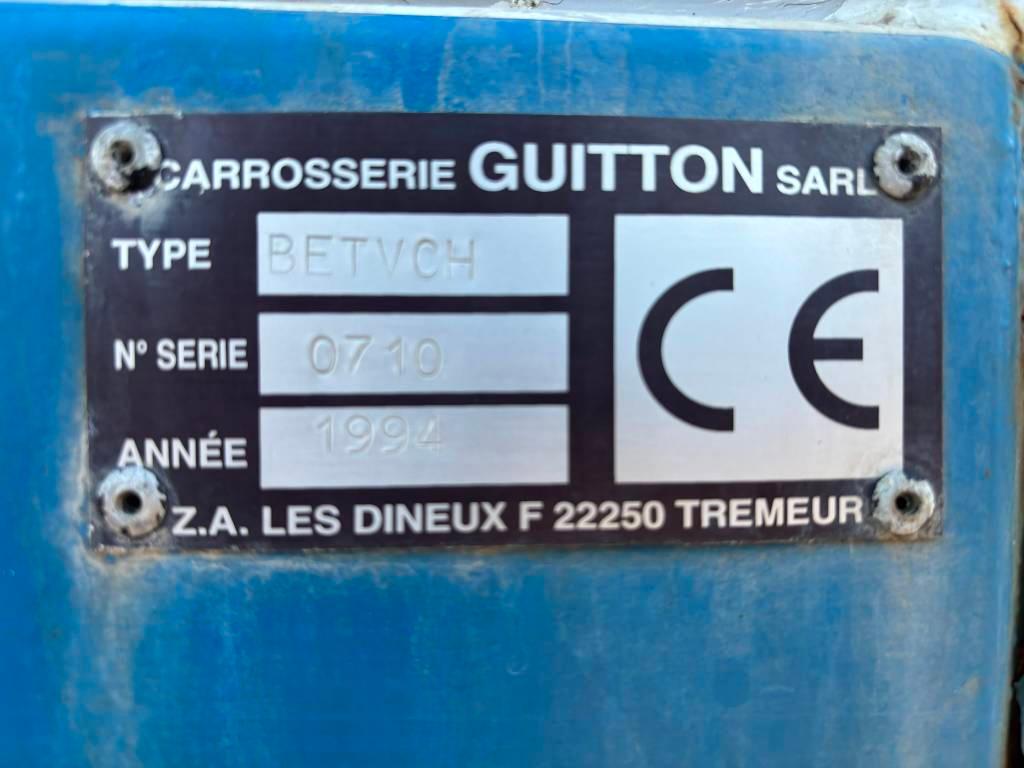 CARROSSERIE GUITTON SARL
TYPE BETVCH
N° SERIE 0710
ANNÉE 1994
CE
Z.A. LES DINEUX F 22250 TREMEUR